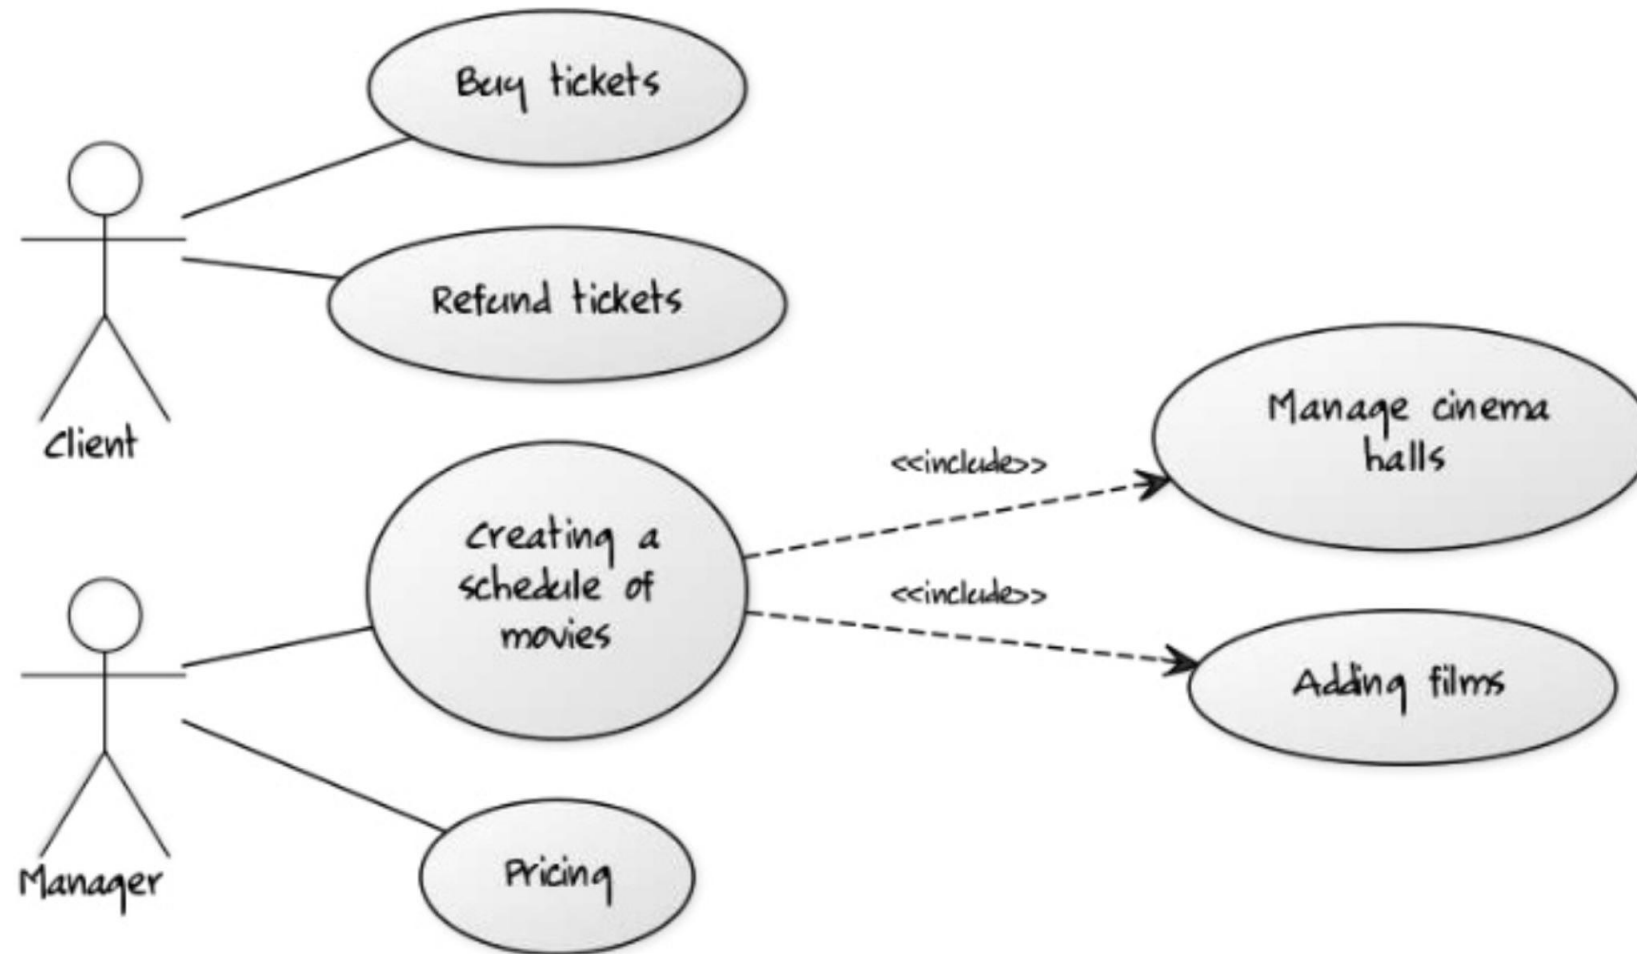 Buy tickets
Refund tickets
Client
Creating a
schedule of
movies
<<include>>
<<include>>
Manage cinema
halls
Adding films
Manager
Pricing